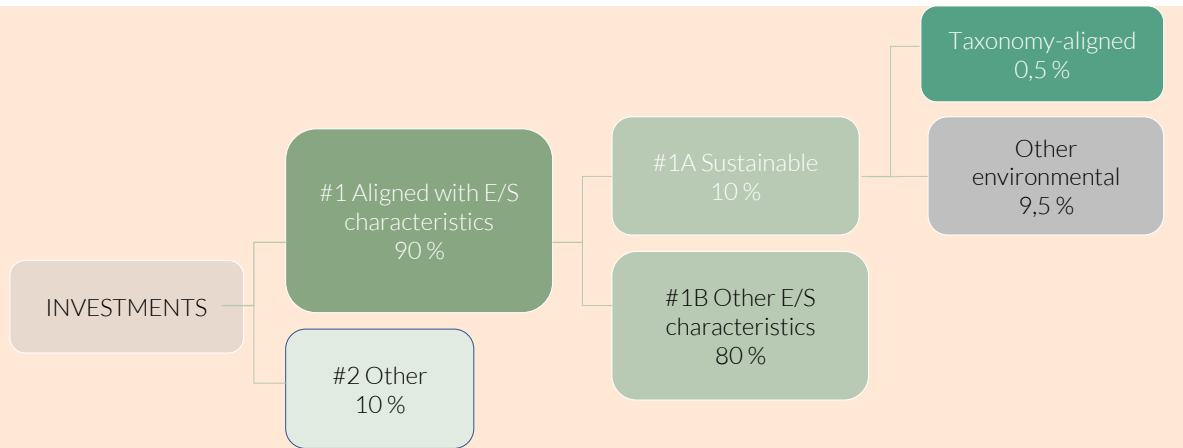 INVESTMENTS
#1 Aligned with E/S
characteristics
90 %
#2 Other
10 %
#1A Sustainable
10 %
#1B Other E/S
characteristics
80 %
Taxonomy-aligned
0,5 %
Other
environmental
9,5 %